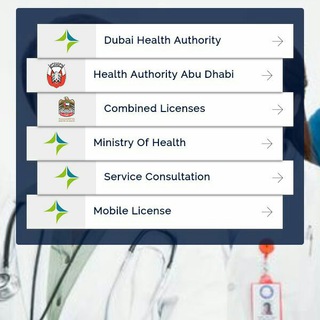 Dubai Health Authority
Health Authority Abu Dhabi
Combined Licenses
Ministry Of Health
Service Consultation
Mobile License